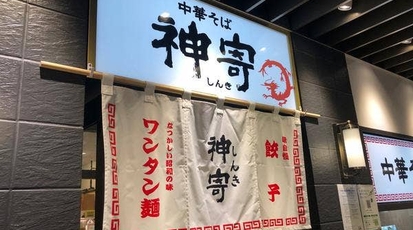 中華そば
神寄
しんき
なつかしい昭和の味
ワンタン麺
神寄
しんき
餃子
中華